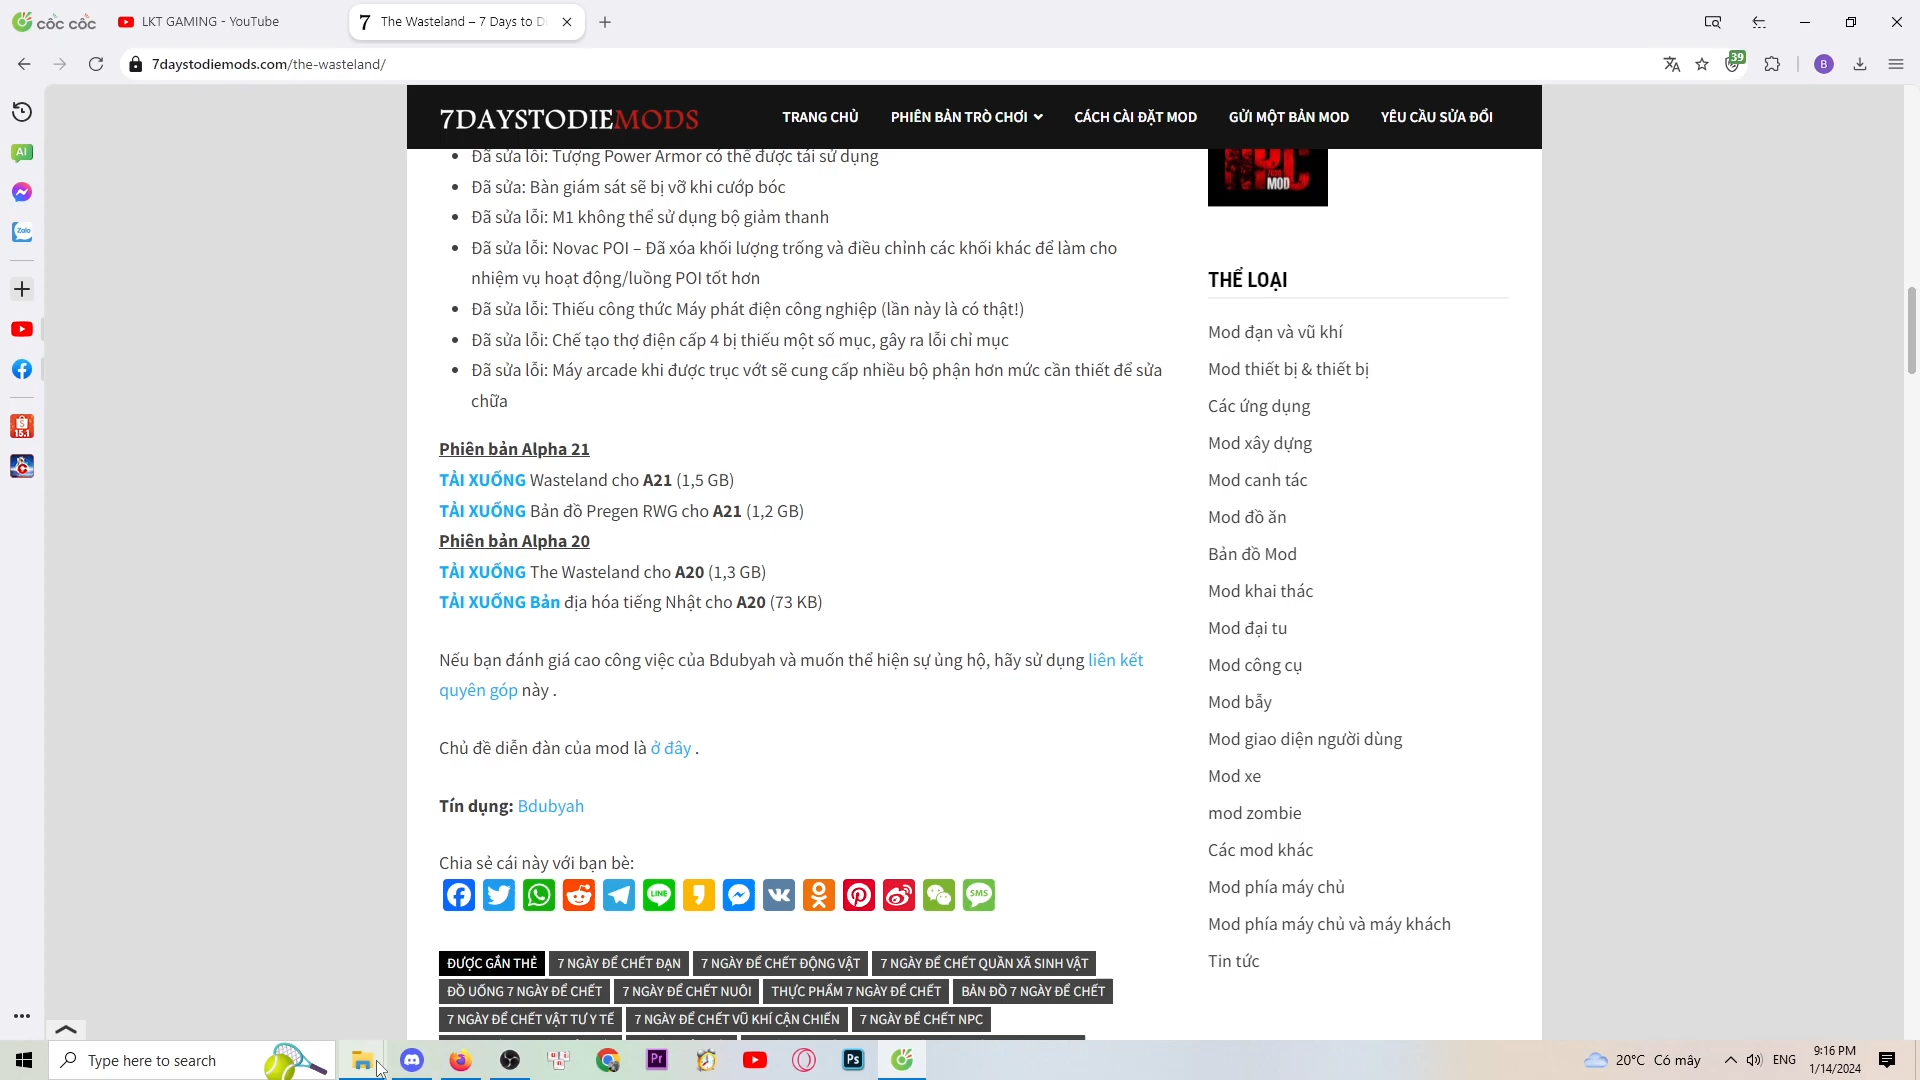 cốc cốc
LKT GAMING - YouTube
7 The Wasteland – 7 Days to Di
7daystodiemods.com/the-wasteland/
39
B
AI
Zalo
15.1
7DAYSTODIEMODS
TRANG CHỦ
PHIÊN BẢN TRÒ CHƠI
CÁCH CÀI ĐẶT MOD
GỬI MỘT BẢN MOD
YÊU CẦU SỬA ĐỔI
Đã sửa lỗi: Tượng Power Armor có thể được tái sử dụng
Đã sửa: Bàn giám sát sẽ bị vỡ khi cướp bóc
Đã sửa lỗi: M1 không thể sử dụng bộ giảm thanh
Đã sửa lỗi: Novac POI – Đã xóa khối lượng trống và điều chỉnh các khối khác để làm cho
nhiệm vụ hoạt động/luồng POI tốt hơn
Đã sửa lỗi: Thiếu công thức Máy phát điện công nghiệp (lần này là có thật!)
Đã sửa lỗi: Chế tạo thợ điện cấp 4 bị thiếu một số mục, gây ra lỗi chỉ mục
Đã sửa lỗi: Máy arcade khi được trục vớt sẽ cung cấp nhiều bộ phận hơn mức cần thiết để sửa
chữa
Phiên bản Alpha 21
TẢI XUỐNG Wasteland cho A21 (1,5 GB)
TẢI XUỐNG Bản đồ Pregen RWG cho A21 (1,2 GB)
Phiên bản Alpha 20
TẢI XUỐNG The Wasteland cho A20 (1,3 GB)
TẢI XUỐNG Bản địa hóa tiếng Nhật cho A20 (73 KB)
Nếu bạn đánh giá cao công việc của Bdubyah và muốn thể hiện sự ủng hộ, hãy sử dụng liên kết
quyên góp này .
Chủ đề diễn đàn của mod là ở đây .
Tín dụng: Bdubyah
Chia sẻ cái này với bạn bè:
LINE
SMS
ĐƯỢC GẮN THẺ
7 NGÀY ĐỂ CHẾT ĐẠN
7 NGÀY ĐỂ CHẾT ĐỘNG VẬT
7 NGÀY ĐỂ CHẾT QUẦN XÃ SINH VẬT
ĐỒ UỐNG 7 NGÀY ĐỂ CHẾT
7 NGÀY ĐỂ CHẾT NUÔI
THỰC PHẨM 7 NGÀY ĐỂ CHẾT
BẢN ĐỒ 7 NGÀY ĐỂ CHẾT
7 NGÀY ĐỂ CHẾT VẬT TƯ Y TẾ
7 NGÀY ĐỂ CHẾT VŨ KHÍ CẬN CHIẾN
7 NGÀY ĐỂ CHẾT NPC
NPC
MOD
THỂ LOẠI
Mod đạn và vũ khí
Mod thiết bị & thiết bị
Các ứng dụng
Mod xây dựng
Mod canh tác
Mod đồ ăn
Bản đồ Mod
Mod khai thác
Mod đại tu
Mod công cụ
Mod bẫy
Mod giao diện người dùng
Mod xe
mod zombie
Các mod khác
Mod phía máy chủ
Mod phía máy chủ và máy khách
Tin tức
Type here to search
Pr
Ps
20°C Có mây
ENG
9:16 PM
1/14/2024